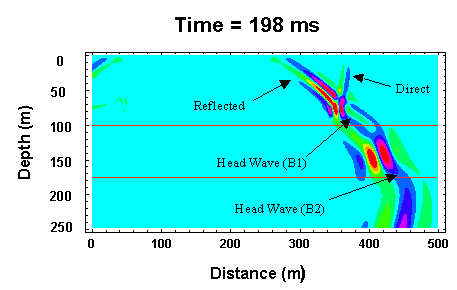 Time = 198 ms
0
50
100
150
200
250
Depth (m)
Reflected
Direct
Head Wave (B1)
Head Wave (B2)
0 100 200 300 400 500
Distance (m)